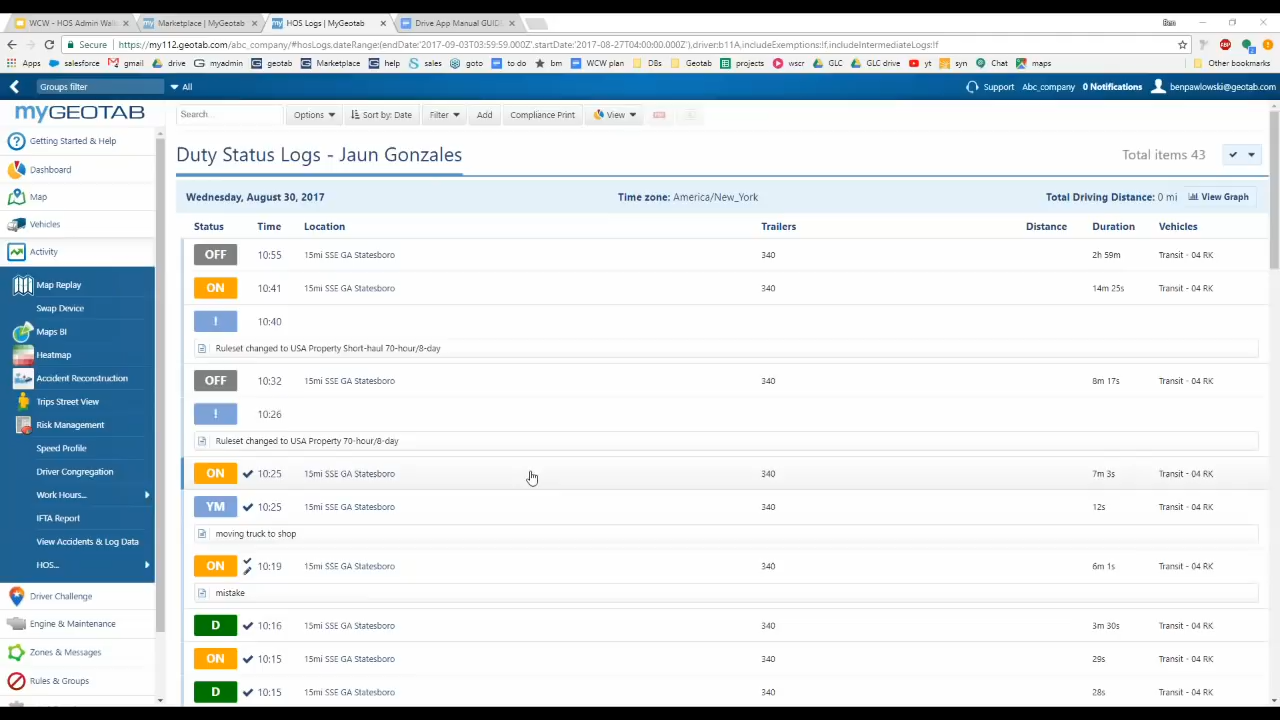 WCW - HOS Admin Wal
Marketplace | MyGeotab
HOS Logs | MyGeotab
Drive App Manual GUID
Ben
Secure
https://my112.geotab.com/abc_company/#hosLogs,dateRange:(endDate:'2017-09-03T03:59:59.000Z',startDate:'2017-08-27T04:00:00.000Z'),driver:b11A,includeExemptions:!f,includeIntermediateLogs:!f
Apps salesforce gmail drive myadmin geotab Marketplace help sales goto to do bm WCW plan DBs Geotab projects wscr GLC GLC drive yt syn Chat maps Other bookmarks
Groups filter All Support Abc_company 0 Notifications benpawlowski@geotab.com
myGEOTAB
Search... Options Sort by: Date Filter Add Compliance Print View
Getting Started & Help
Dashboard
Map
Vehicles
Activity
Map Replay
Swap Device
Maps BI
Heatmap
Accident Reconstruction
Trips Street View
Risk Management
Speed Profile
Driver Congregation
Work Hours...
IFTA Report
View Accidents & Log Data
HOS...
Driver Challenge
Engine & Maintenance
Zones & Messages
Rules & Groups
Duty Status Logs - Jaun Gonzales Total items 43
Wednesday, August 30, 2017 Time zone: America/New_York Total Driving Distance: 0 mi View Graph
Status Time Location Trailers Distance Duration Vehicles
OFF 10:55 15mi SSE GA Statesboro 340 2h 59m Transit - 04 RK
ON 10:41 15mi SSE GA Statesboro 340 14m 25s Transit - 04 RK
! 10:40
Ruleset changed to USA Property Short-haul 70-hour/8-day
OFF 10:32 15mi SSE GA Statesboro 340 8m 17s Transit - 04 RK
! 10:26
Ruleset changed to USA Property 70-hour/8-day
ON 10:25 15mi SSE GA Statesboro 340 7m 3s Transit - 04 RK
YM 10:25 15mi SSE GA Statesboro 340 12s Transit - 04 RK
moving truck to shop
ON 10:19 15mi SSE GA Statesboro 340 6m 1s Transit - 04 RK
mistake
D 10:16 15mi SSE GA Statesboro 340 3m 30s Transit - 04 RK
ON 10:15 15mi SSE GA Statesboro 340 29s Transit - 04 RK
D 10:15 15mi SSE GA Statesboro 340 28s Transit - 04 RK